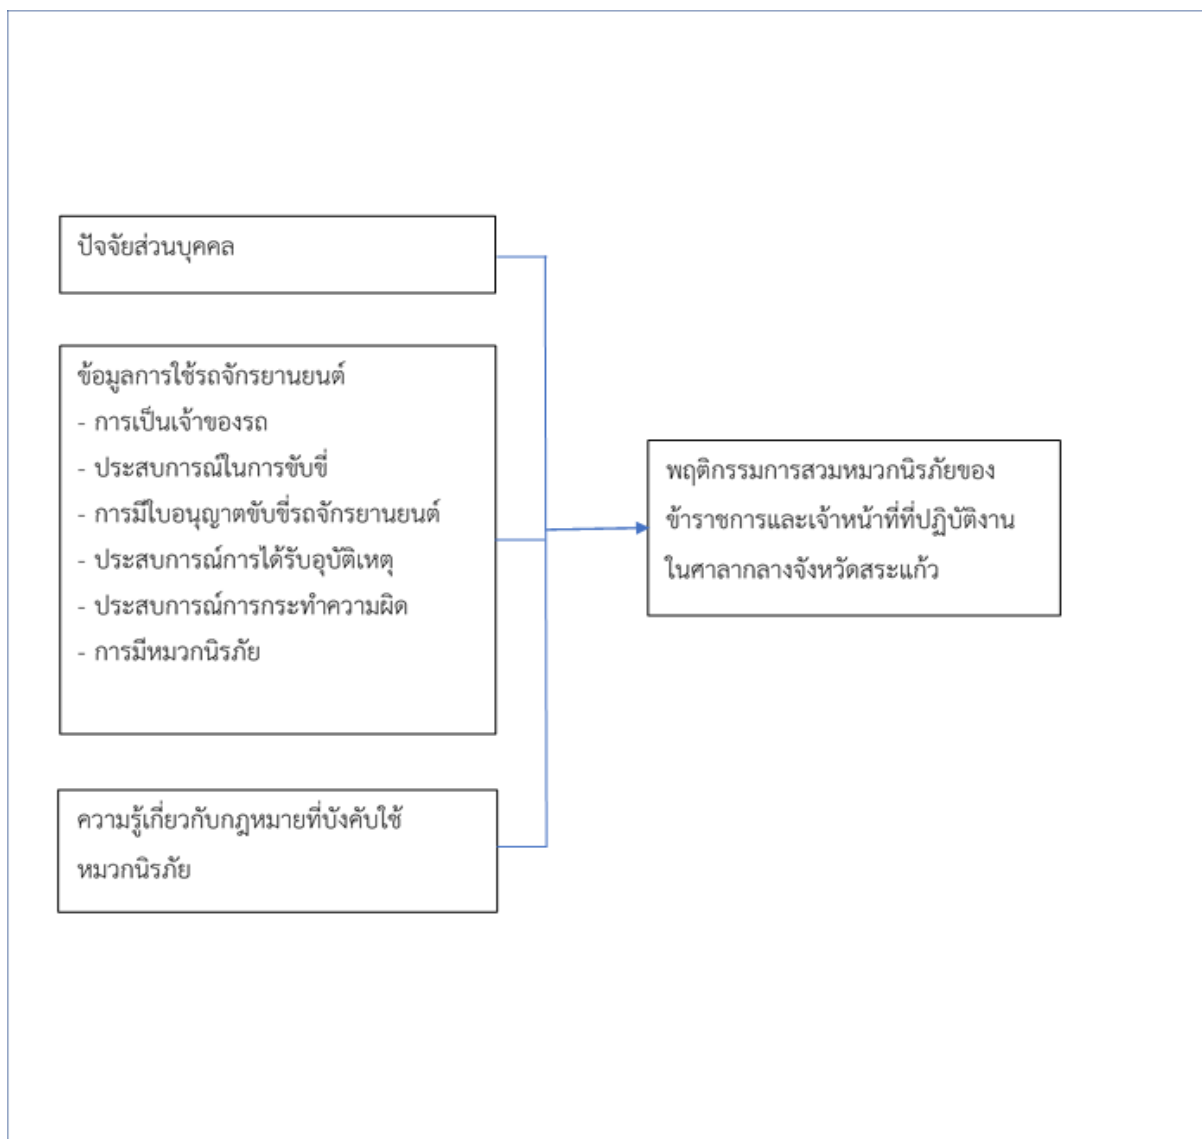 ปัจจัยส่วนบุคคล
ข้อมูลการใช้รถจักรยานยนต์
- การเป็นเจ้าของรถ
- ประสบการณ์ในการขับขี่
- การมีใบอนุญาตขับขี่รถจักรยานยนต์
- ประสบการณ์การได้รับอุบัติเหตุ
- ประสบการณ์การกระทำความผิด
- การมีหมวกนิรภัย
พฤติกรรมการสวมหมวกนิรภัยของ
ข้าราชการและเจ้าหน้าที่ที่ปฏิบัติงาน
ในศาลากลางจังหวัดสระแก้ว
ความรู้เกี่ยวกับกฎหมายที่บังคับใช้
หมวกนิรภัย